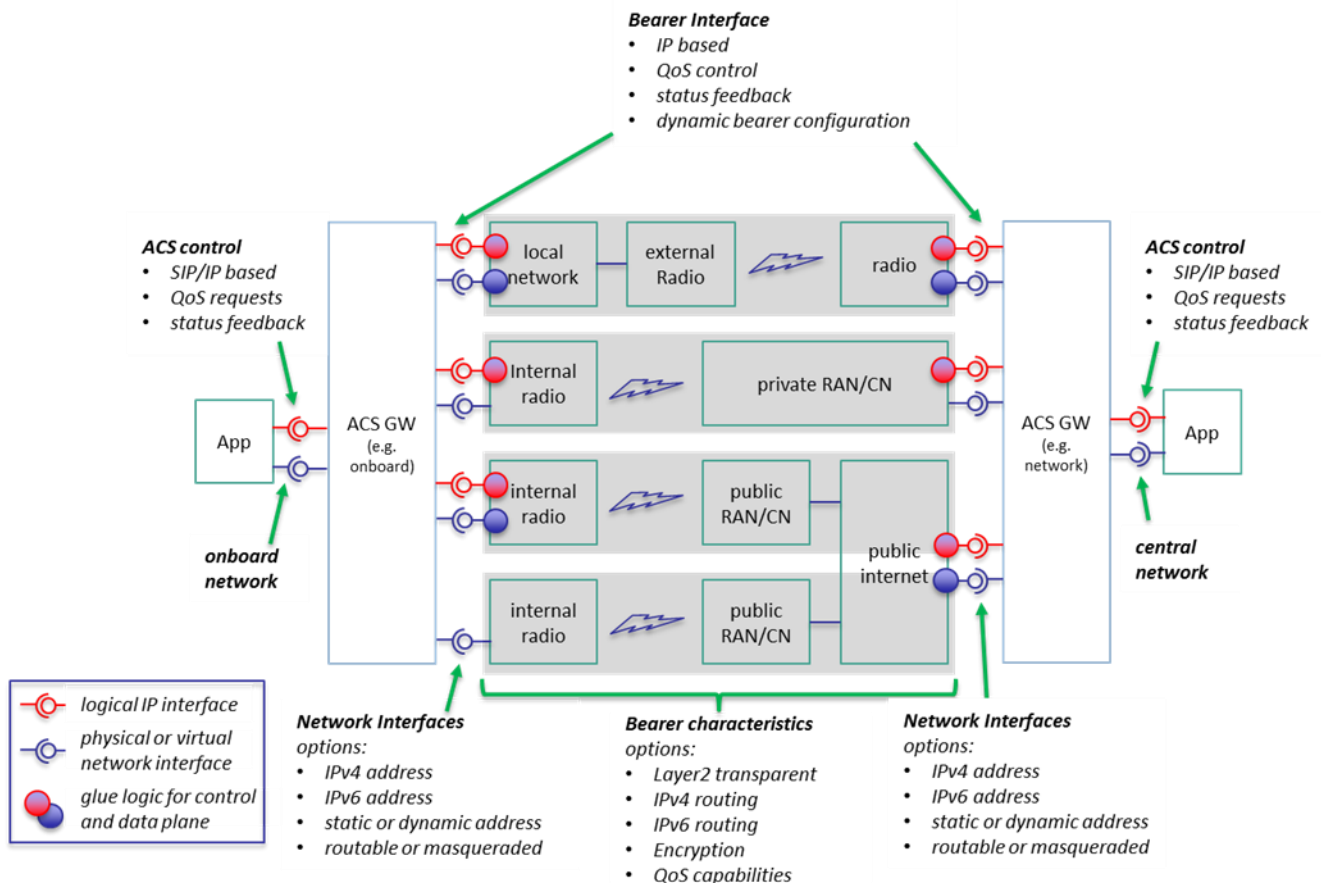 Bearer Interface
• IP based
• QoS control
• status feedback
• dynamic bearer configuration
ACS control
• SIP/IP based
• QoS requests
• status feedback
ACS control
• SIP/IP based
• QoS requests
• status feedback
App
onboard
network
ACS GW
(e.g.
onboard)
local
network
external
Radio
radio
Internal
radio
private RAN/CN
internal
radio
public
RAN/CN
internal
radio
public
RAN/CN
public
internet
ACS GW
(e.g.
network)
App
central
network
logical IP interface
physical or virtual
network interface
glue logic for control
and data plane
Network Interfaces
options:
• IPv4 address
• IPv6 address
• static or dynamic address
• routable or masqueraded
Bearer characteristics
options:
• Layer2 transparent
• IPv4 routing
• IPv6 routing
• Encryption
• QoS capabilities
Network Interfaces
options:
• IPv4 address
• IPv6 address
• static or dynamic address
• routable or masqueraded